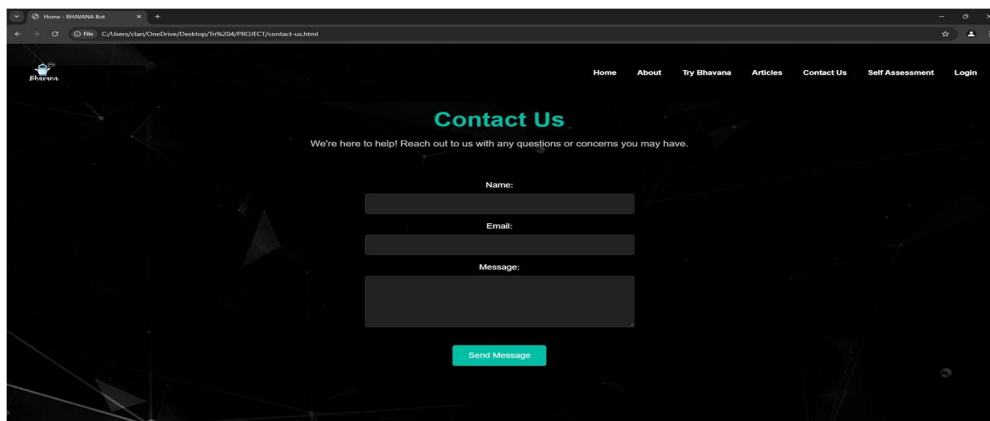 Home - BHAVANA Bot
File C:/Users/clari/OneDrive/Desktop/Tri%204/PROJECT/contact-us.html
Bhavana
Home About Try Bhavana Articles Contact Us Self Assessment Login
Contact Us
We're here to help! Reach out to us with any questions or concerns you may have.
Name:
Email:
Message:
Send Message